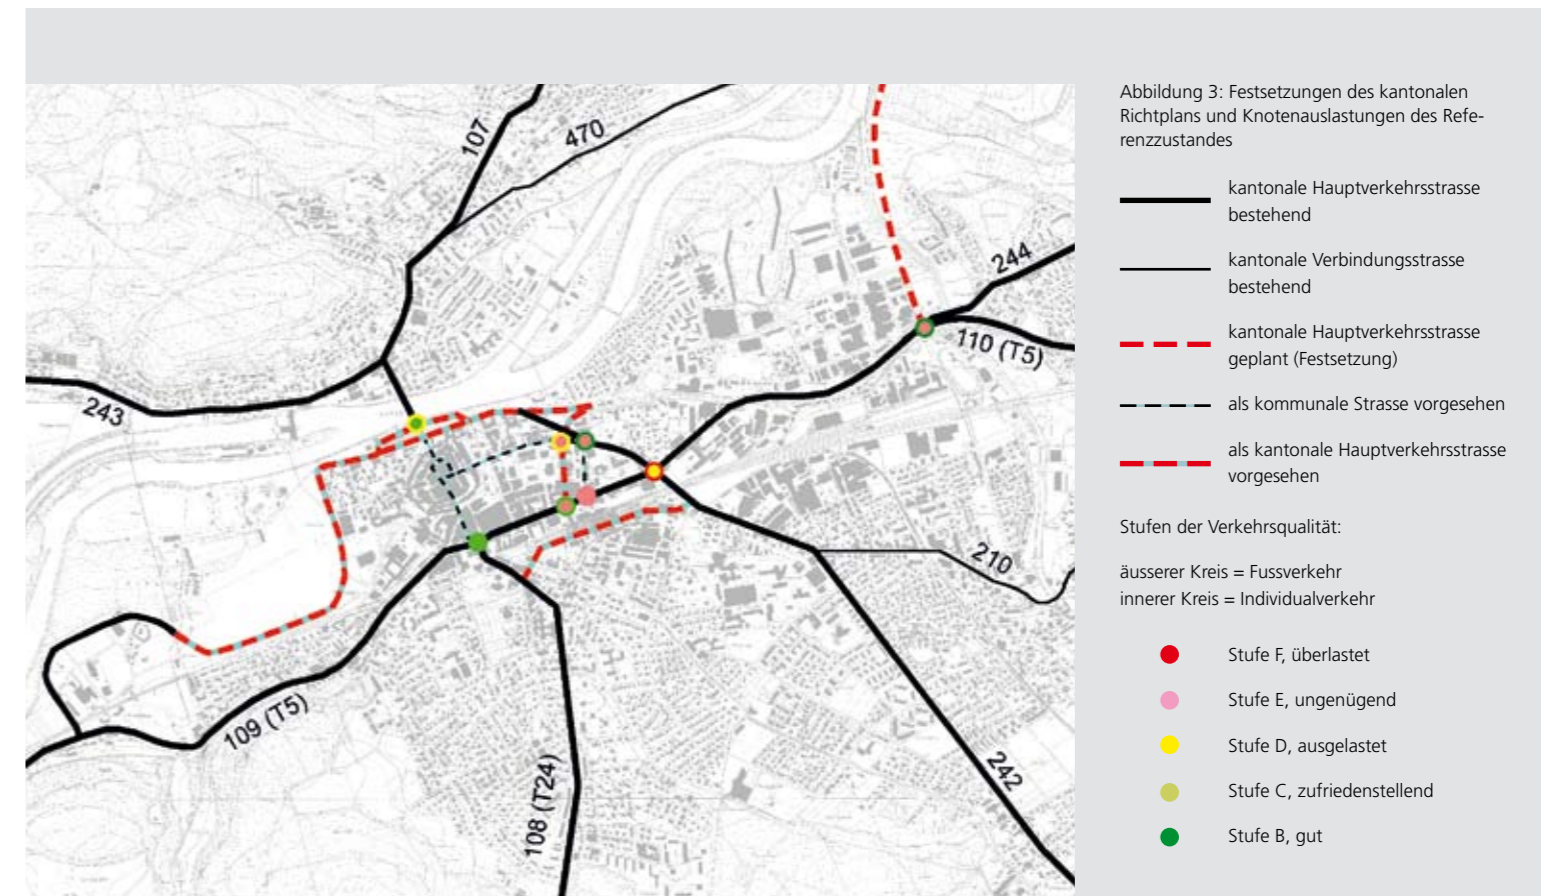 Abbildung 3: Festsetzungen des kantonalen
Richtplans und Knotenauslastungen des Refe-
renzzustandes
kantonale Hauptverkehrsstrasse
bestehend
kantonale Verbindungsstrasse
bestehend
kantonale Hauptverkehrsstrasse
geplant (Festsetzung)
als kommunale Strasse vorgesehen
als kantonale Hauptverkehrsstrasse
vorgesehen
Stufen der Verkehrsqualität:
äusserer Kreis = Fussverkehr
innerer Kreis = Individualverkehr
Stufe F, überlastet
Stufe E, ungenügend
Stufe D, ausgelastet
Stufe C, zufriedenstellend
Stufe B, gut
107
470
244
110 (T5)
243
210
109 (T5)
108 (T24)
242